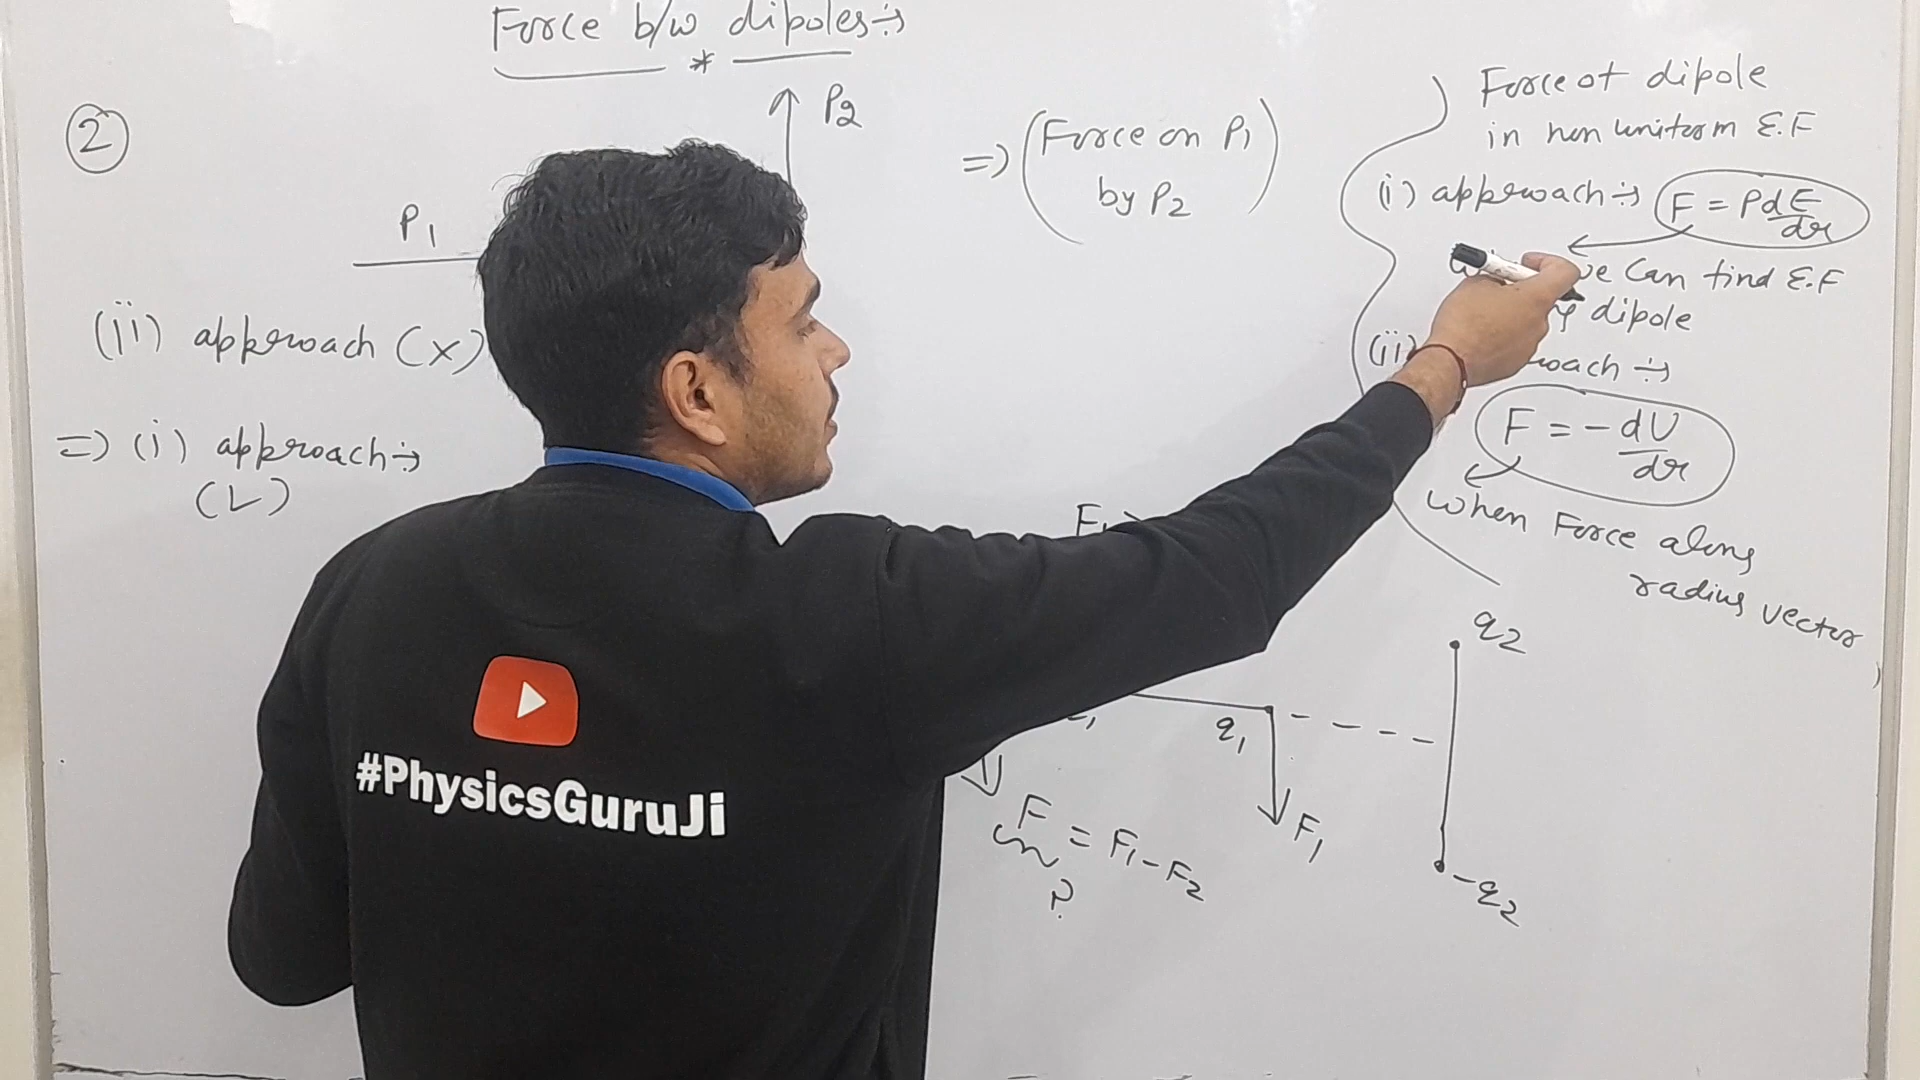 Force b/w dipoles :→
*
2
P2
P1
=> (Force on P1
by P2)
(ii) approach (x)
=> (i) approach :→
(L)
Force of dipole
in non uniform E.F
(i) approach :→ F = PdE/dr
we can find E.F
dipole
(ii)
F = -dU/dr
when Force along
radius vector
q2
q1
F1
F = F1 - F2
?
-q2
#PhysicsGuruJi